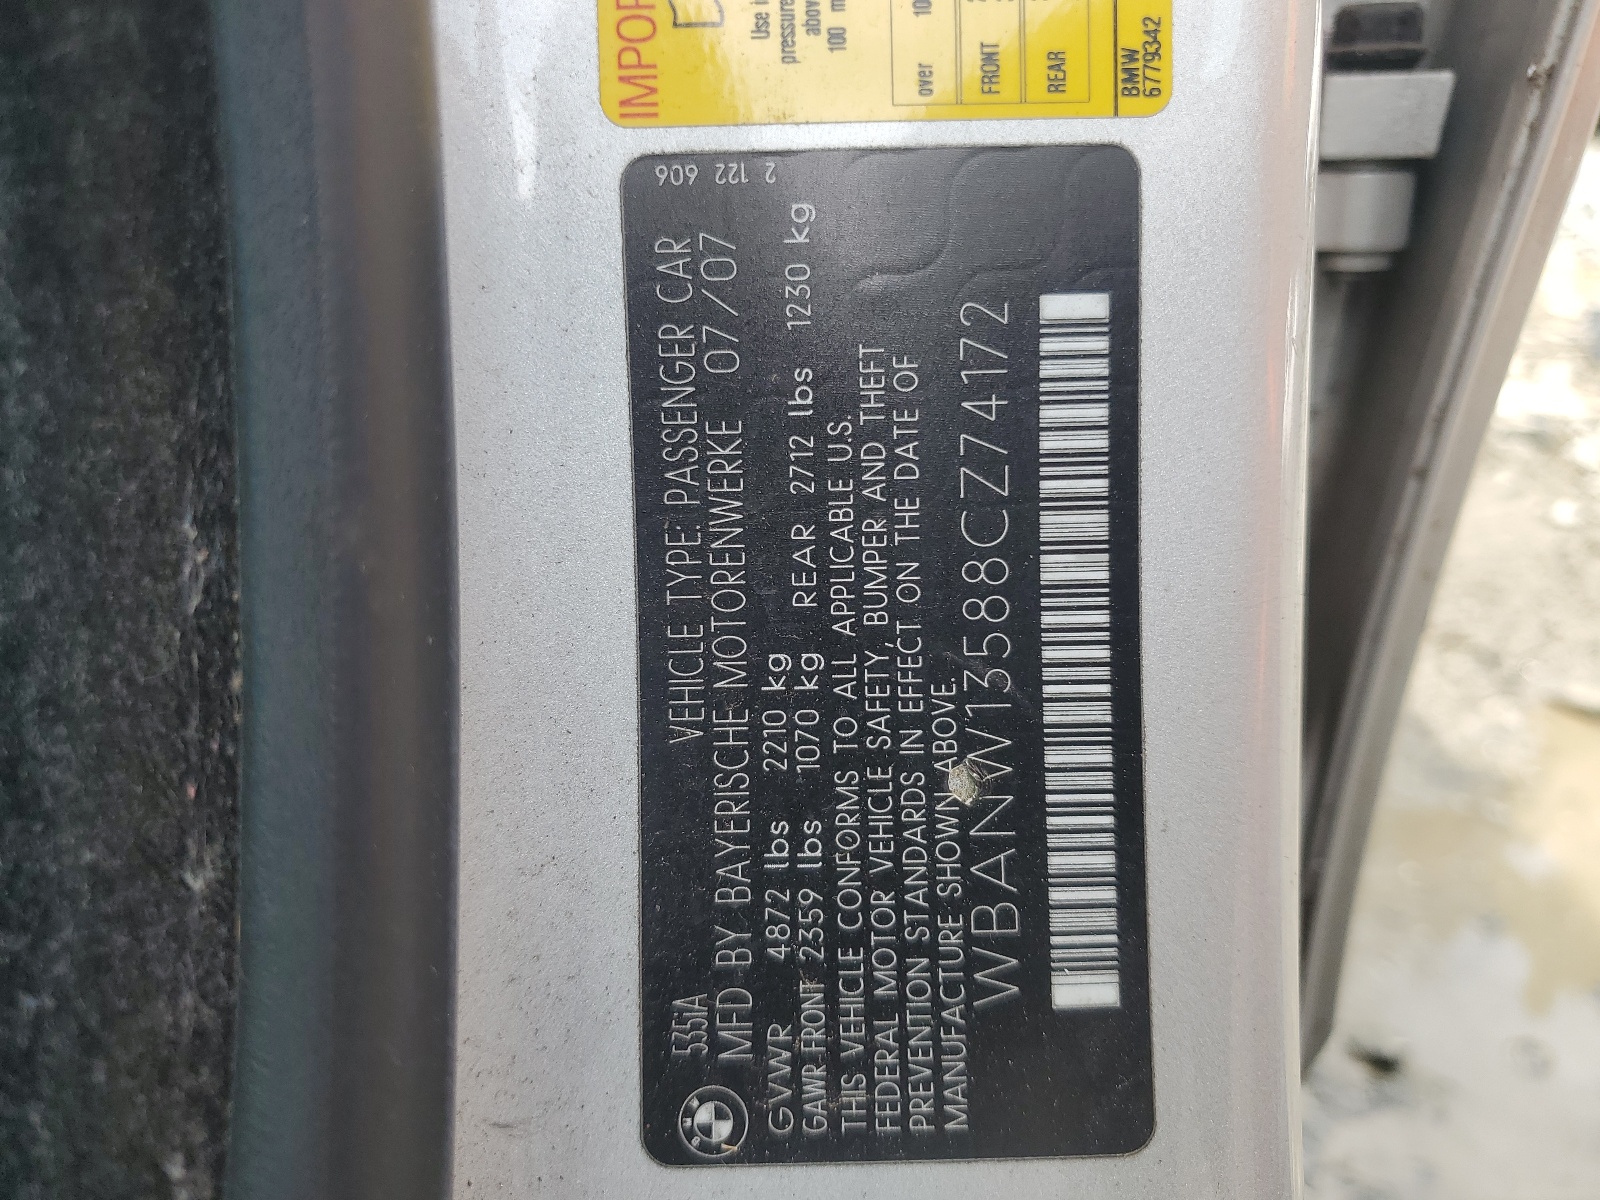 535iA VEHICLE TYPE: PASSENGER CAR
MFD BY BAYERISCHE MOTORENWERKE 07/07
GVWR 4872 lbs 2210 kg
GAWR FRONT 2359 lbs 1070 kg REAR 2712 lbs 1230 kg
THIS VEHICLE CONFORMS TO ALL APPLICABLE U.S.
FEDERAL MOTOR VEHICLE SAFETY, BUMPER AND THEFT
PREVENTION STANDARDS IN EFFECT ON THE DATE OF
MANUFACTURE SHOWN ABOVE.
WBANW13588CZ74172
2 122 606
IMPOR
Use i
pressure
abov
100 m
over 10
FRONT
REAR
BMW
6779342